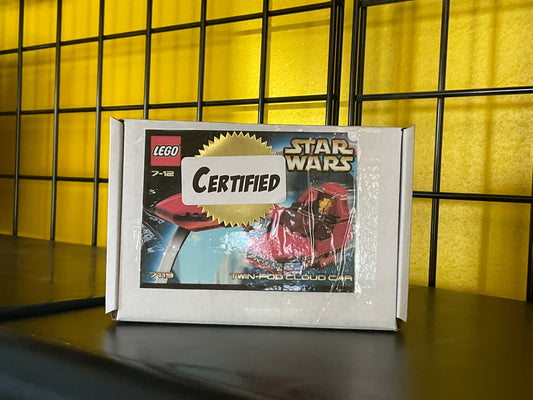 LEGO
STAR
WARS
7-12
CERTIFIED
7119
TWIN-POD CLOUD CAR